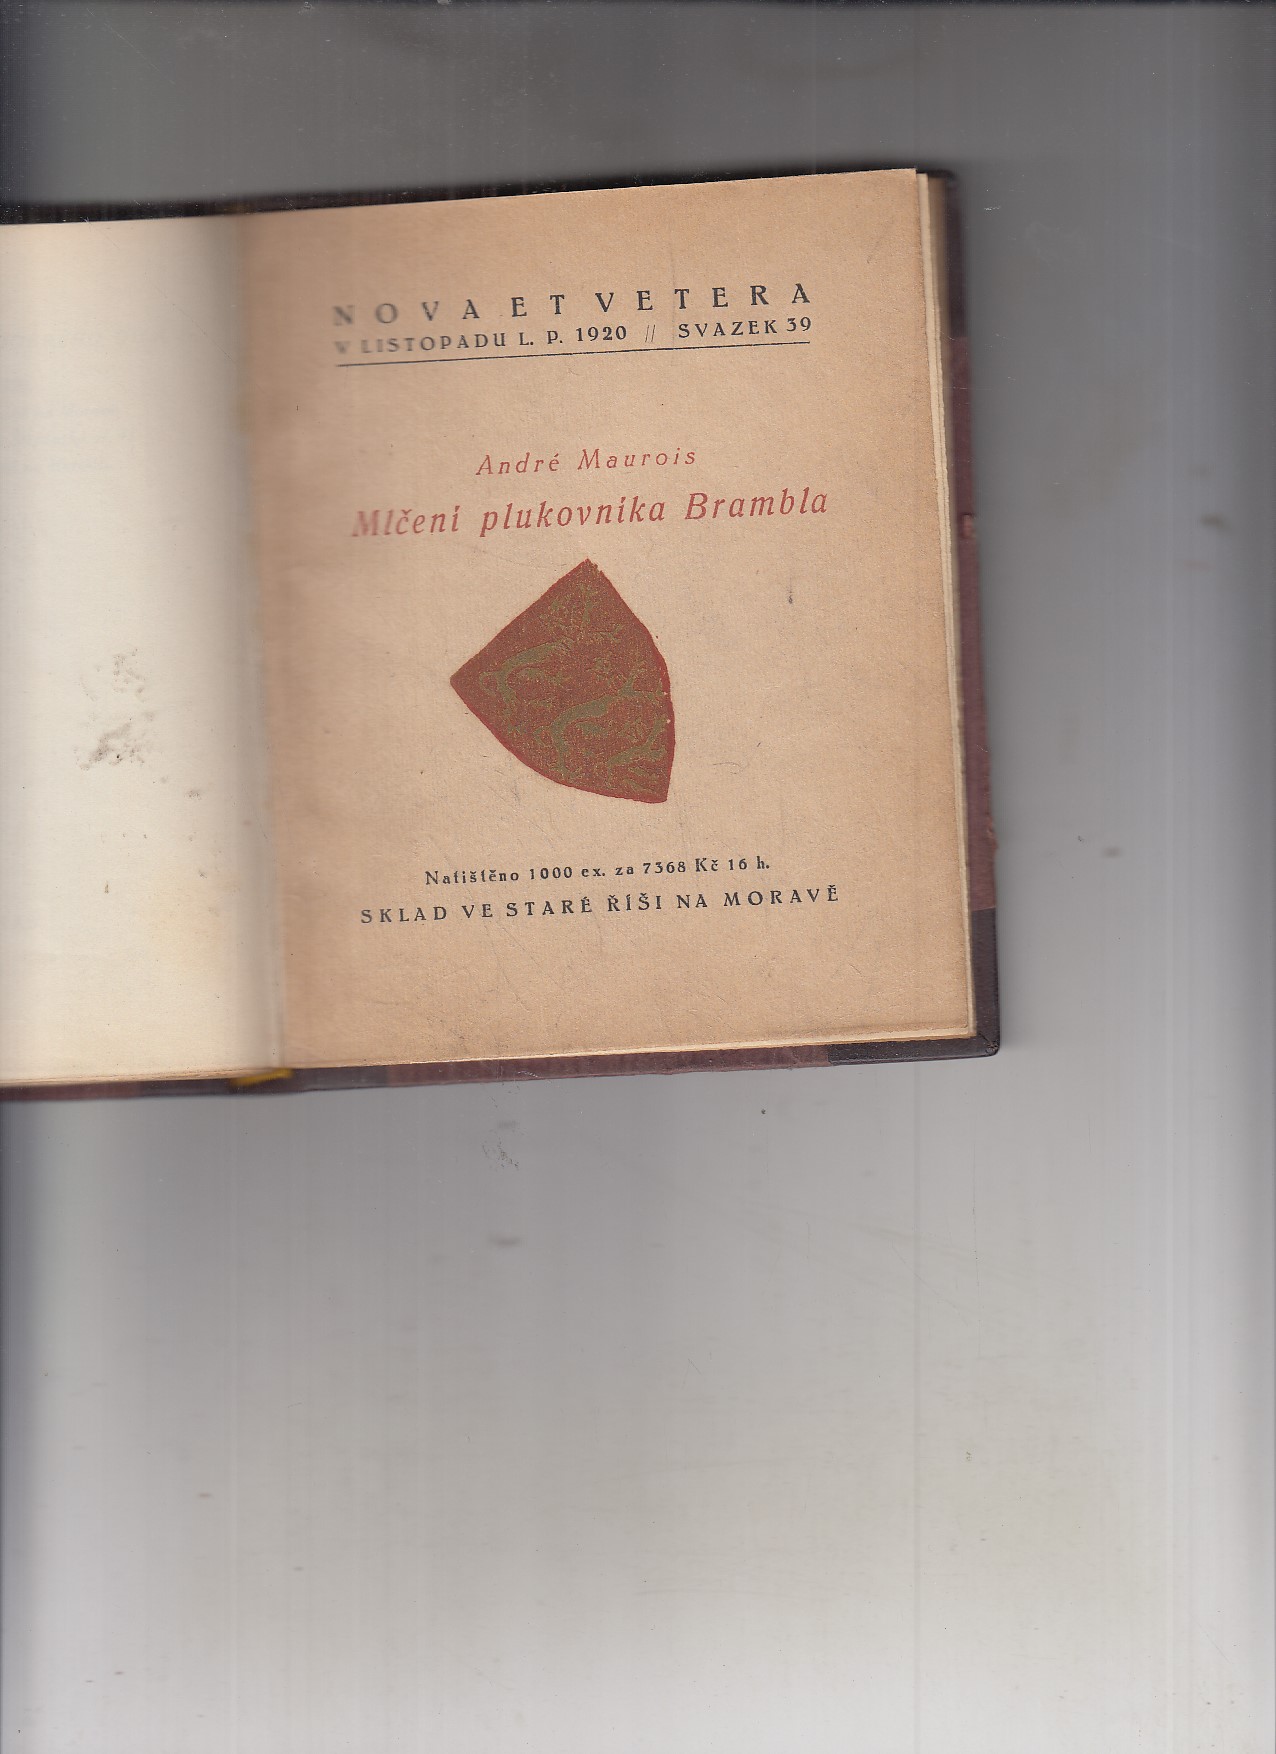 NOVA ET VETERA
V LISTOPADU L. P. 1920 // SVAZEK 39
André Maurois
Mlčení plukovníka Brambla
Natištěno 1000 ex. za 7368 Kč 16 h.
SKLAD VE STARÉ ŘÍŠI NA MORAVĚ